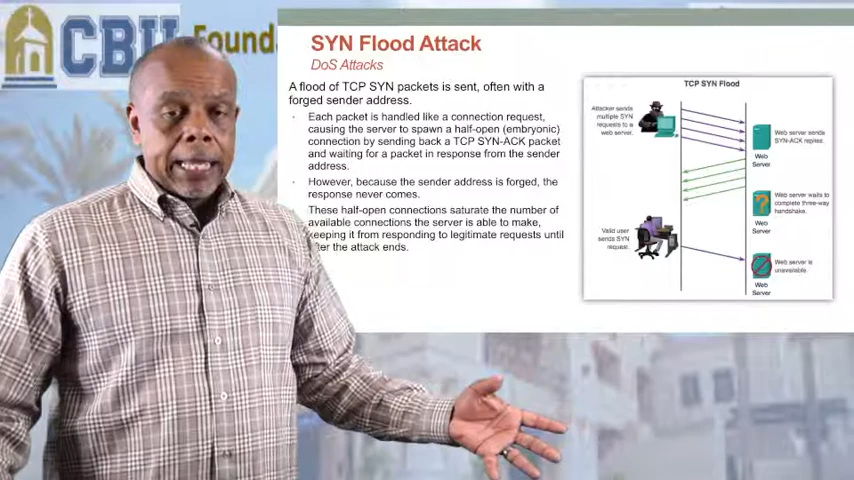 CBU
Founda
SYN Flood Attack
DoS Attacks
A flood of TCP SYN packets is sent, often with a
forged sender address.
Each packet is handled like a connection request,
causing the server to spawn a half-open (embryonic)
connection by sending back a TCP SYN-ACK packet
and waiting for a packet in response from the sender
address.
However, because the sender address is forged, the
response never comes.
These half-open connections saturate the number of
available connections the server is able to make,
keeping it from responding to legitimate requests until
after the attack ends.
TCP SYN Flood
Attacker sends
multiple SYN
requests to a
web server.
Web server sends
SYN-ACK replies.
Web
Server
Web server waits to
complete three-way
handshake.
Web
Server
Valid user
sends SYN
request.
Web server is
unavailable.
Web
Server